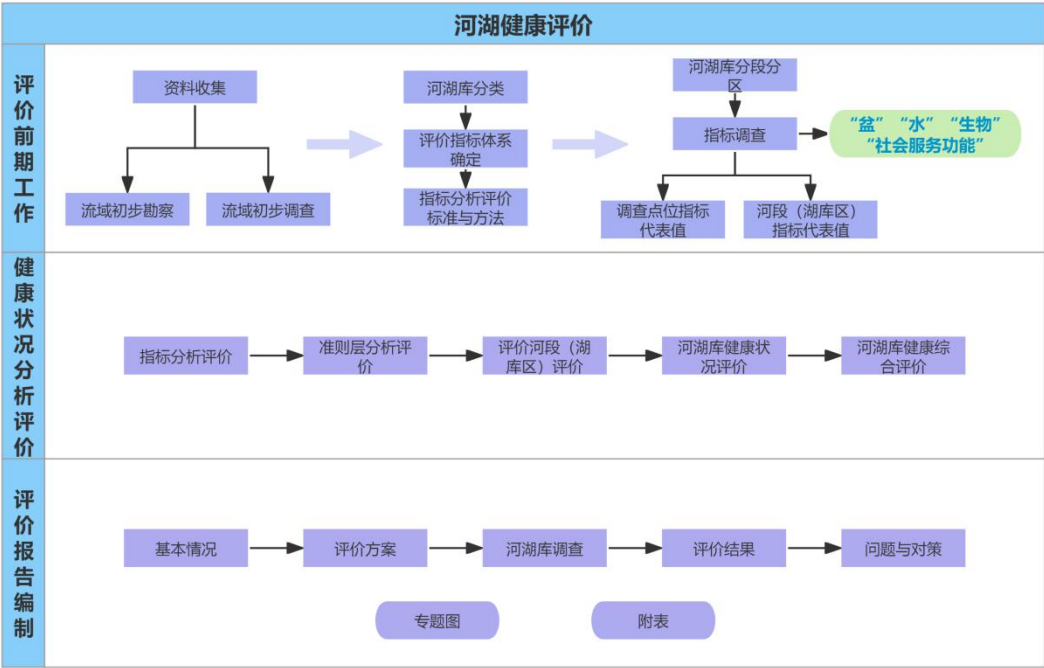 河湖健康评价
评价前期工作
资料收集
流域初步勘察
流域初步调查
河湖库分类
评价指标体系
确定
指标分析评价
标准与方法
河湖库分段分
区
指标调查
“盆” “水” “生物”
“社会服务功能”
调查点位指标
代表值
河段（湖库区）
指标代表值
健康状况分析评价
指标分析评价
准则层分析评
价
评价河段（湖
库区）评价
河湖库健康状
况评价
河湖库健康综
合评价
评价报告编制
基本情况
评价方案
河湖库调查
评价结果
问题与对策
专题图
附表